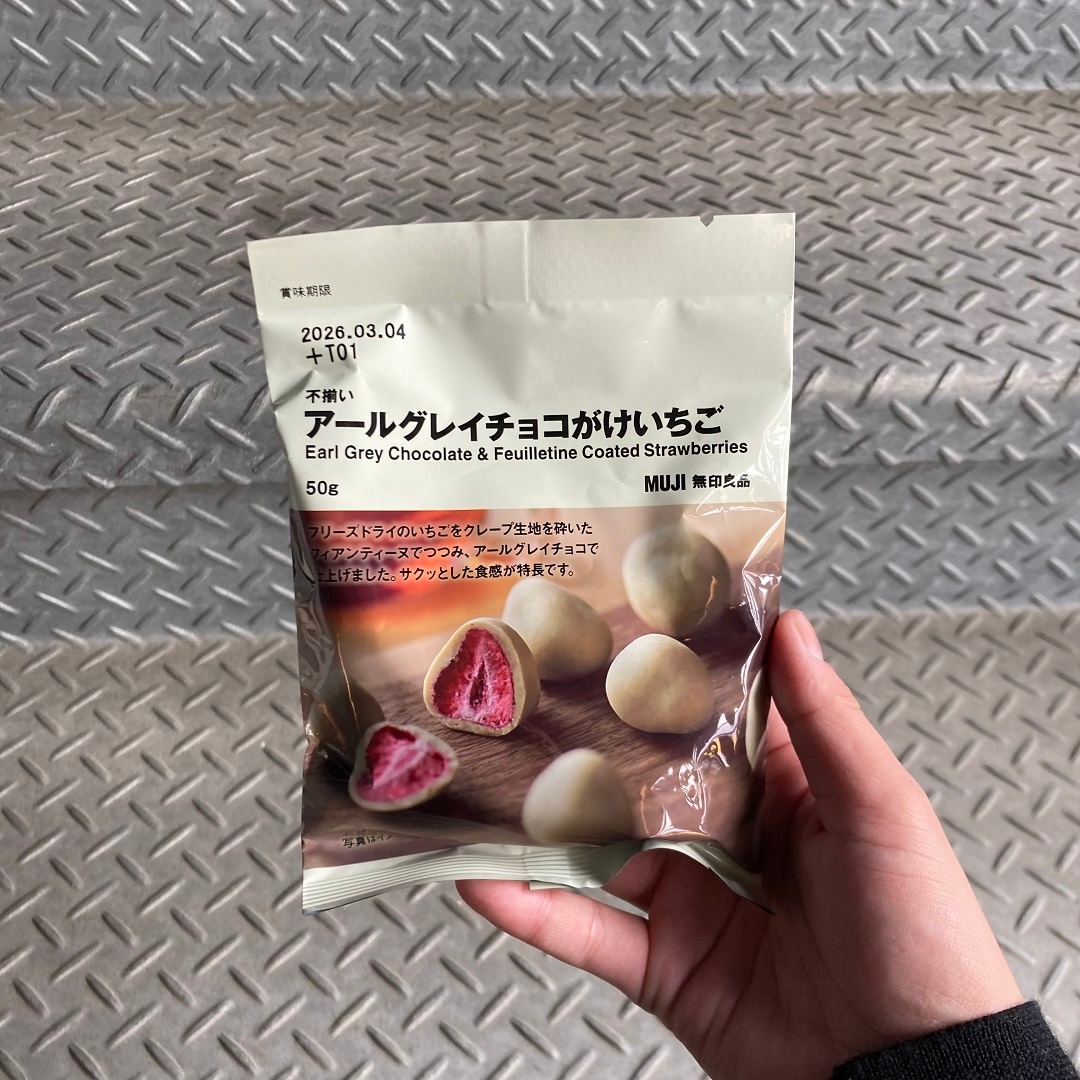 賞味期限
2026.03.04
+T01
不揃い
アールグレイチョコがけいちご
Earl Grey Chocolate & Feuilletine Coated Strawberries
50g
MUJI 無印良品
フリーズドライのいちごをクレープ生地を砕いた
フィアンティーヌでつつみ、アールグレイチョコで
上げました。サクッとした食感が特長です。
写真はイ